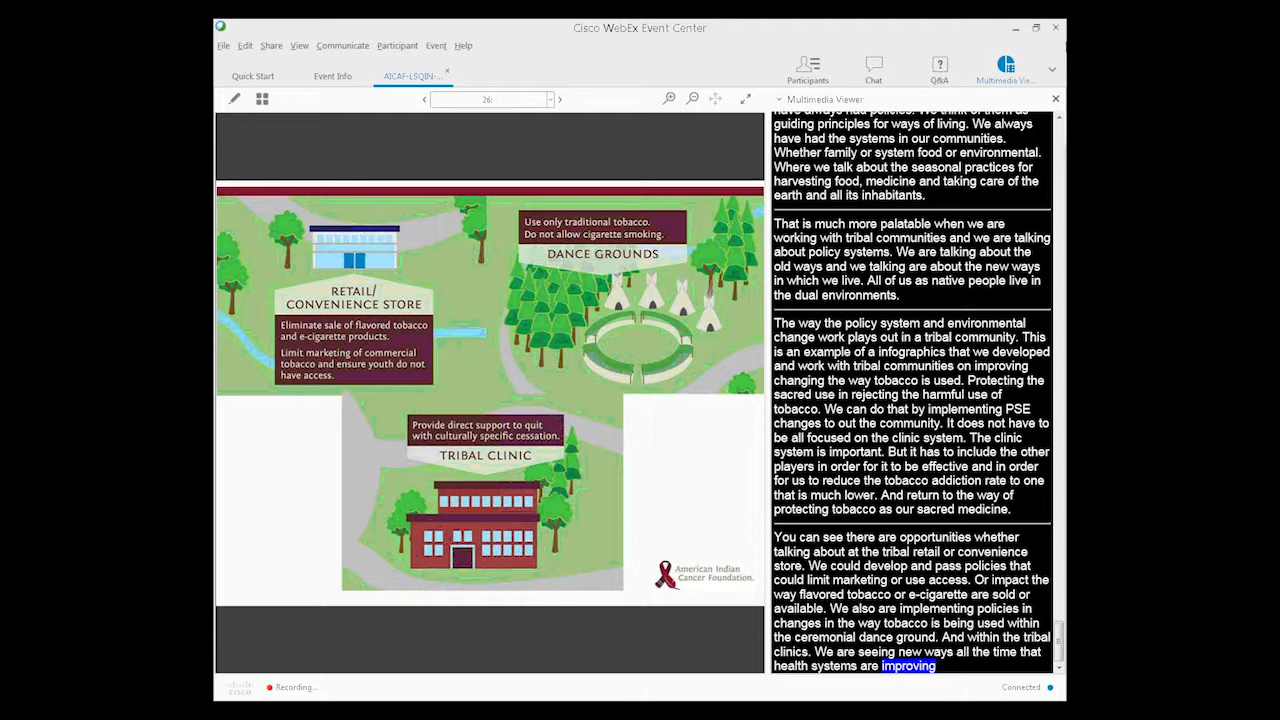 Cisco WebEx Event Center
File Edit Share View Communicate Participant Event Help
Quick Start Event Info AICAF-LSQIN-...
Participants Chat Q&A Multimedia Vie...
26:
Multimedia Viewer
Use only traditional tobacco.
Do not allow cigarette smoking.
DANCE GROUNDS
RETAIL/
CONVENIENCE STORE
Eliminate sale of flavored tobacco
and e-cigarette products.
Limit marketing of commercial
tobacco and ensure youth do not
have access.
Provide direct support to quit
with culturally specific cessation.
TRIBAL CLINIC
American Indian
Cancer Foundation.
have always had policies. We think of them as
guiding principles for ways of living. We always
have had the systems in our communities.
Whether family or system food or environmental.
Where we talk about the seasonal practices for
harvesting food, medicine and taking care of the
earth and all its inhabitants.
That is much more palatable when we are
working with tribal communities and we are talking
about policy systems. We are talking about the
old ways and we talking are about the new ways
in which we live. All of us as native people live in
the dual environments.
The way the policy system and environmental
change work plays out in a tribal community. This
is an example of a infographics that we developed
and work with tribal communities on improving
changing the way tobacco is used. Protecting the
sacred use in rejecting the harmful use of
tobacco. We can do that by implementing PSE
changes to out the community. It does not have to
be all focused on the clinic system. The clinic
system is important. But it has to include the other
players in order for it to be effective and in order
for us to reduce the tobacco addiction rate to one
that is much lower. And return to the way of
protecting tobacco as our sacred medicine.
You can see there are opportunities whether
talking about at the tribal retail or convenience
store. We could develop and pass policies that
could limit marketing or use access. Or impact the
way flavored tobacco or e-cigarette are sold or
available. We also are implementing policies in
changes in the way tobacco is being used within
the ceremonial dance ground. And within the tribal
clinics. We are seeing new ways all the time that
health systems are improving
cisco
Recording...
Connected